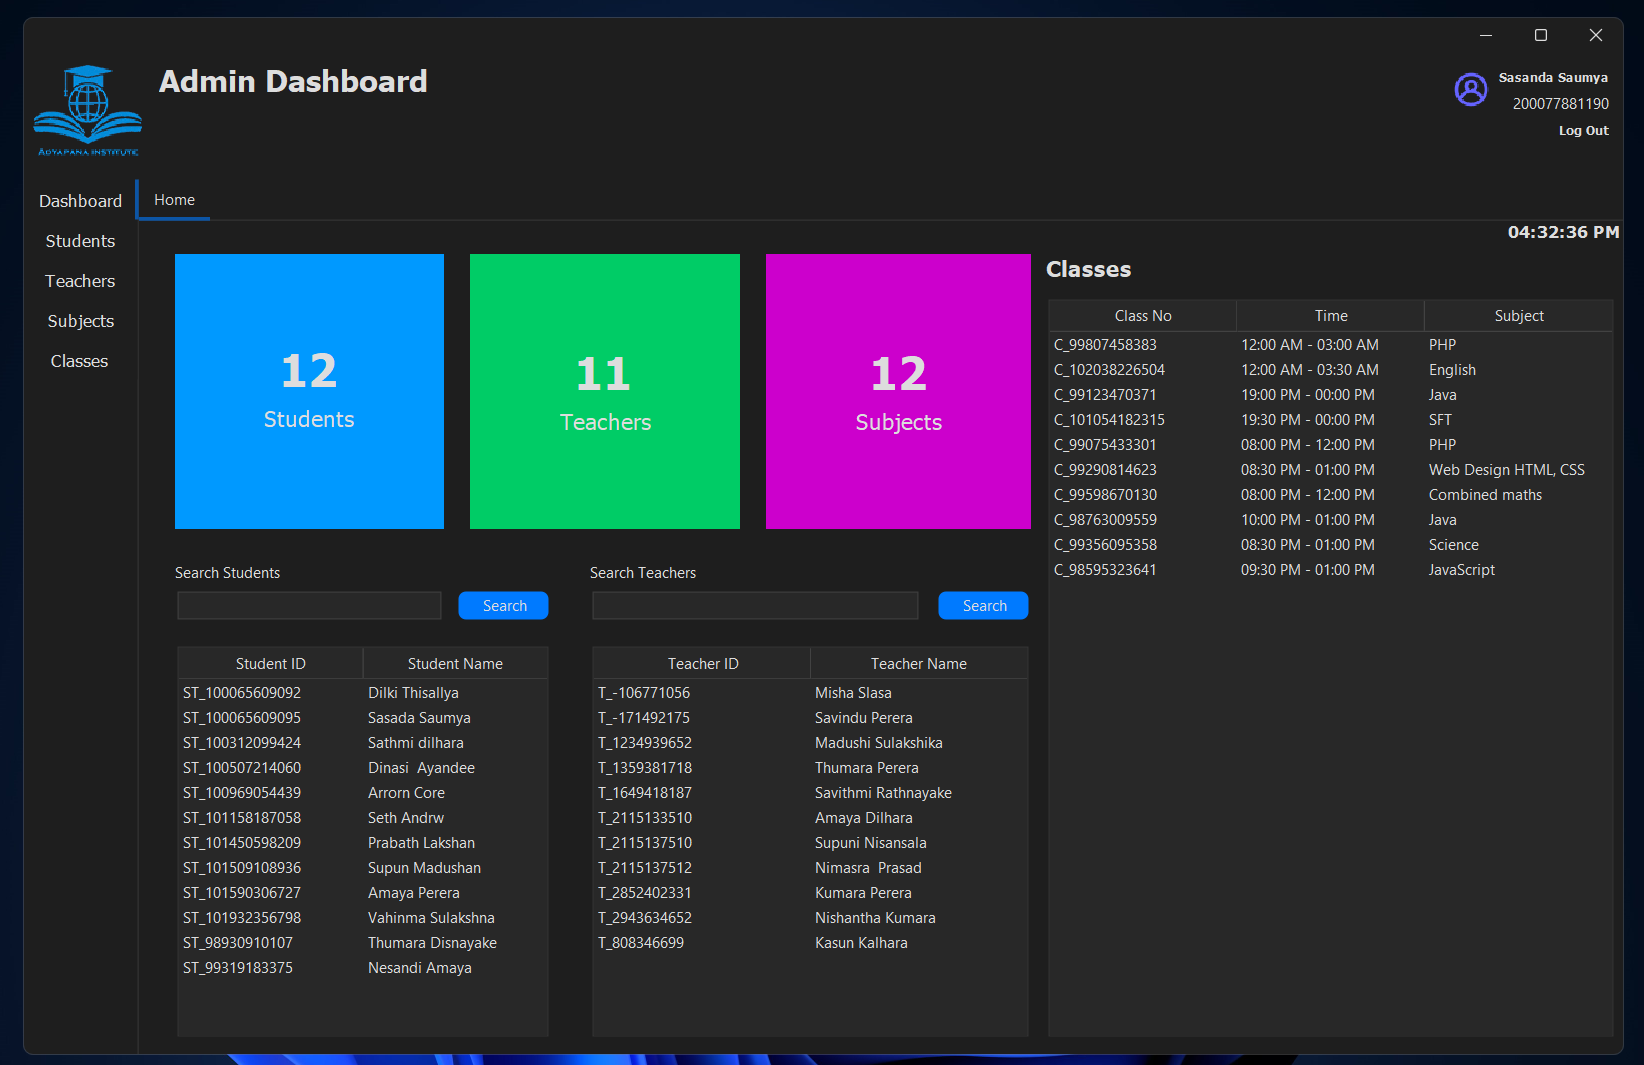 Admin Dashboard
Sasanda Saumya
200077881190
Log Out
ADYAPANA INSTITUTE
Dashboard
Students
Teachers
Subjects
Classes
Home
04:32:36 PM
12
Students
11
Teachers
12
Subjects
Search Students
Search
Student ID Student Name
ST_100065609092 Dilki Thisallya
ST_100065609095 Sasada Saumya
ST_100312099424 Sathmi dilhara
ST_100507214060 Dinasi  Ayandee
ST_100969054439 Arrorn Core
ST_101158187058 Seth Andrw
ST_101450598209 Prabath Lakshan
ST_101509108936 Supun Madushan
ST_101590306727 Amaya Perera
ST_101932356798 Vahinma Sulakshna
ST_98930910107 Thumara Disnayake
ST_99319183375 Nesandi Amaya
Search Teachers
Search
Teacher ID Teacher Name
T_-106771056 Misha Slasa
T_-171492175 Savindu Perera
T_1234939652 Madushi Sulakshika
T_1359381718 Thumara Perera
T_1649418187 Savithmi Rathnayake
T_2115133510 Amaya Dilhara
T_2115137510 Supuni Nisansala
T_2115137512 Nimasra  Prasad
T_2852402331 Kumara Perera
T_2943634652 Nishantha Kumara
T_808346699 Kasun Kalhara
Classes
Class No Time Subject
C_99807458383 12:00 AM - 03:00 AM PHP
C_102038226504 12:00 AM - 03:30 AM English
C_99123470371 19:00 PM - 00:00 PM Java
C_101054182315 19:30 PM - 00:00 PM SFT
C_99075433301 08:00 PM - 12:00 PM PHP
C_99290814623 08:30 PM - 01:00 PM Web Design HTML, CSS
C_99598670130 08:00 PM - 12:00 PM Combined maths
C_98763009559 10:00 PM - 01:00 PM Java
C_99356095358 08:30 PM - 01:00 PM Science
C_98595323641 09:30 PM - 01:00 PM JavaScript